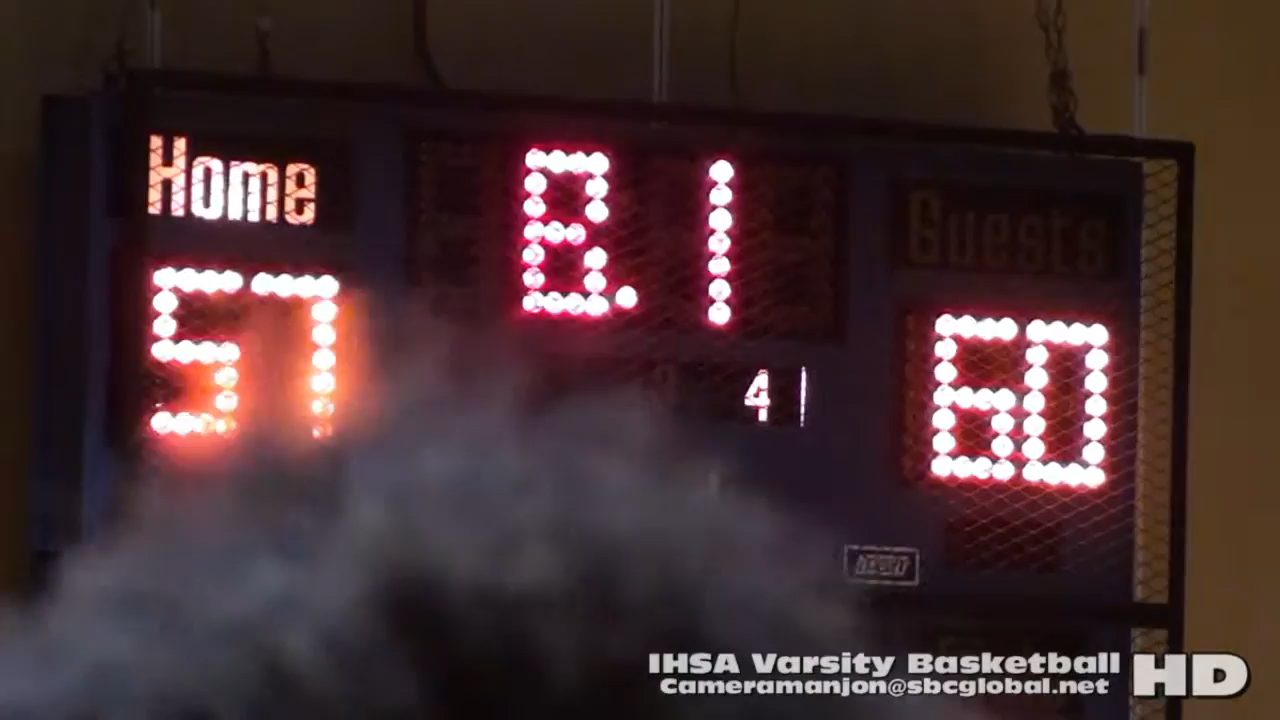 Home
8.1
Guests
57
60
4
IHSA Varsity Basketball
Cameramanjon@sbcglobal.net
HD